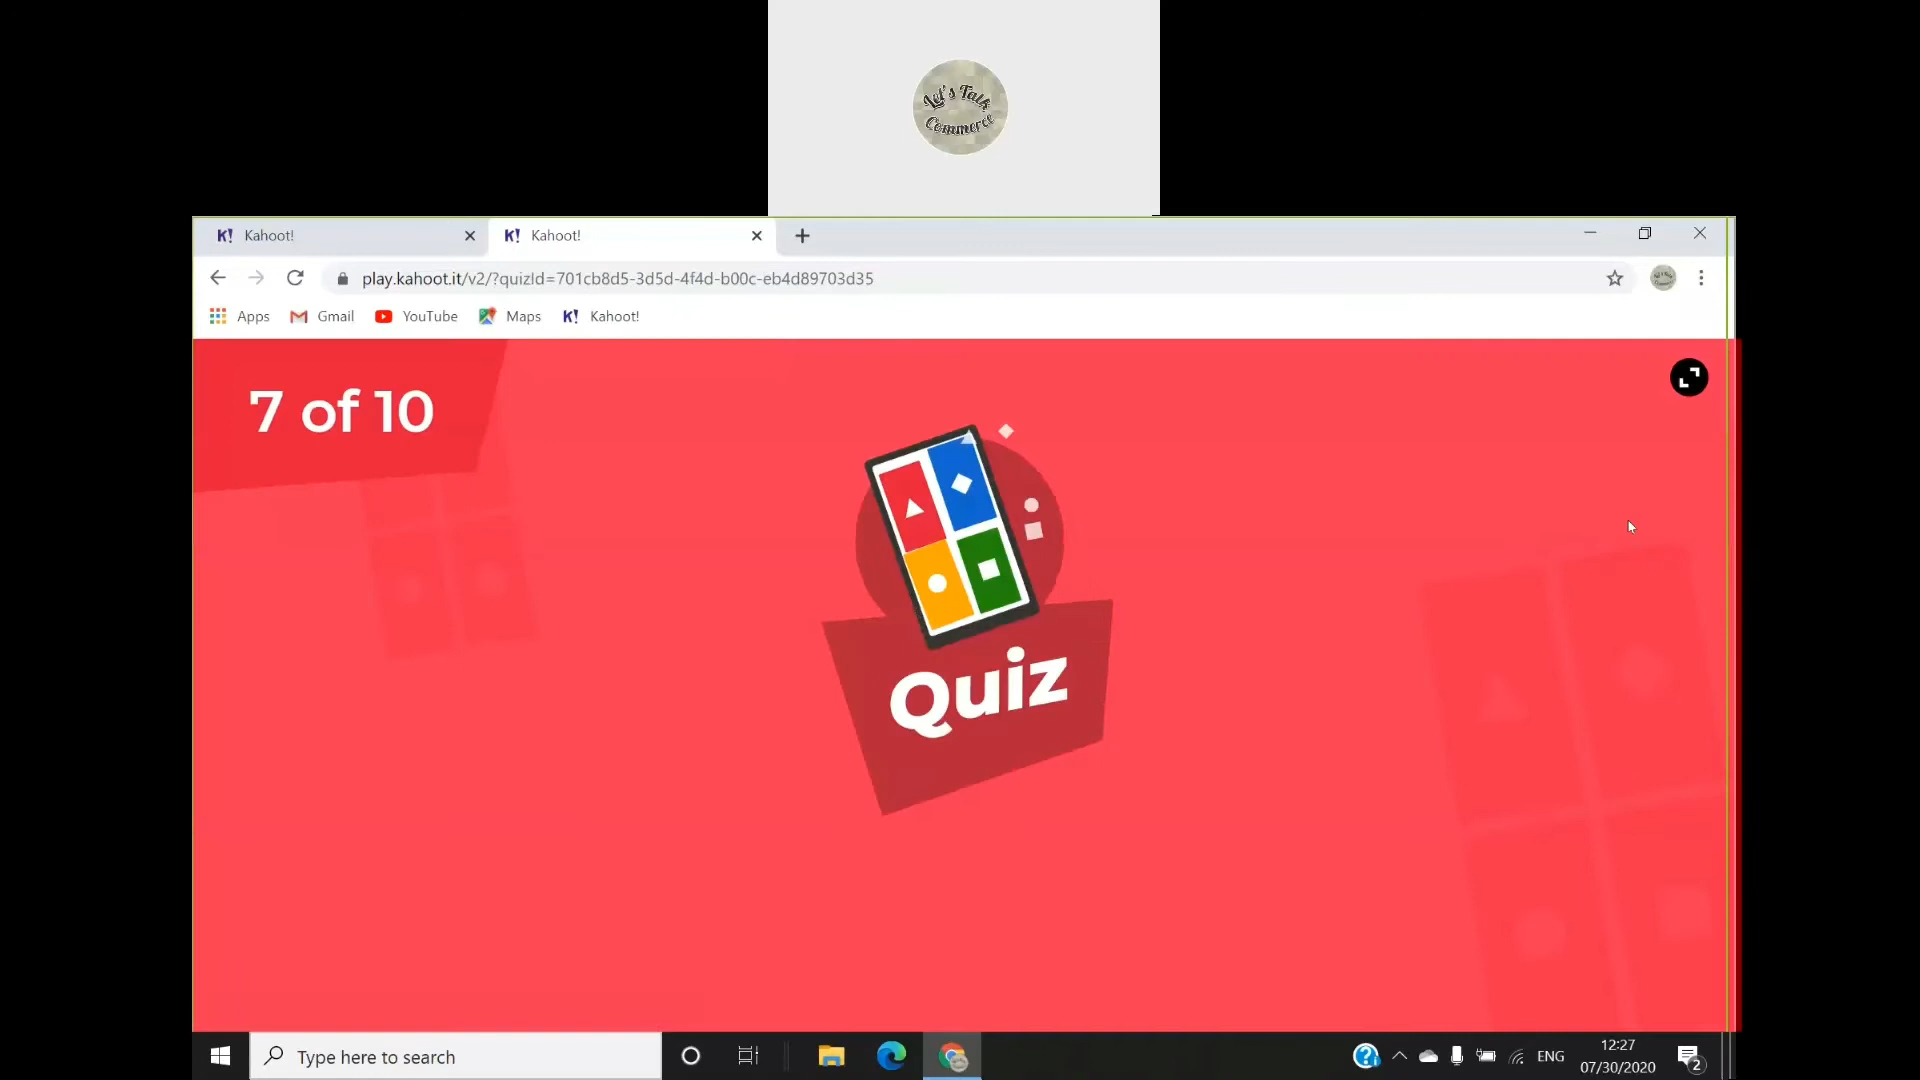 Let's Talk
Commerce
K! Kahoot!
K! Kahoot!
play.kahoot.it/v2/?quizId=701cb8d5-3d5d-4f4d-b00c-eb4d89703d35
Apps
Gmail
YouTube
Maps
K! Kahoot!
7 of 10
Quiz
Type here to search
ENG
12:27
07/30/2020
2